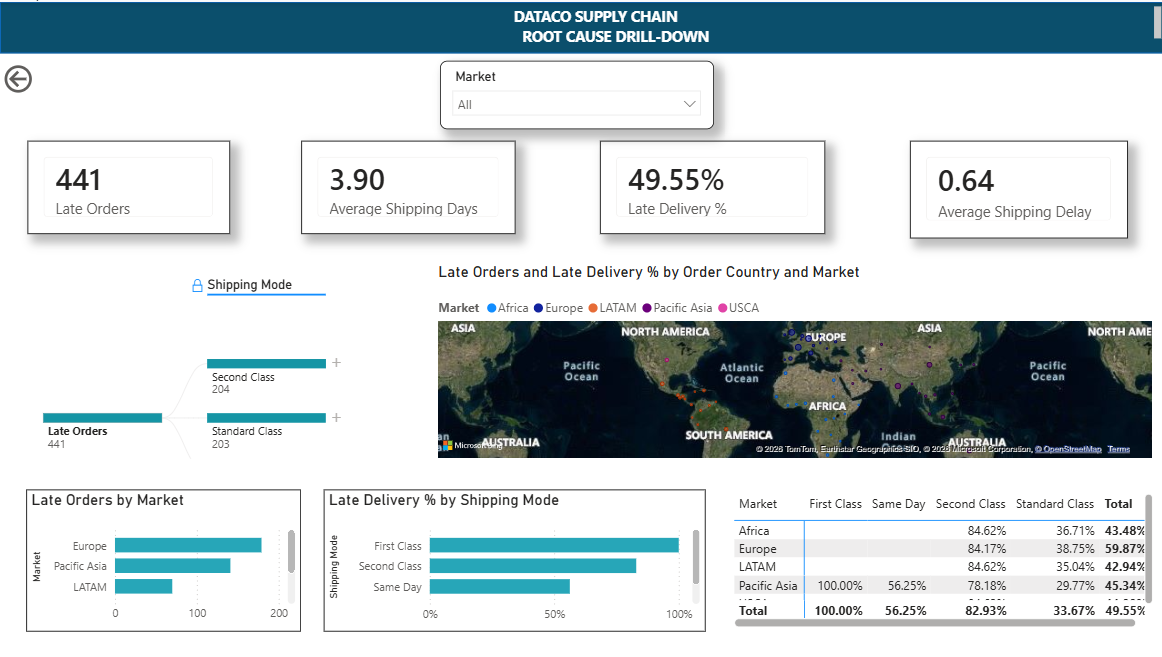 DATACO SUPPLY CHAIN
ROOT CAUSE DRILL-DOWN
Market
All
441
Late Orders
3.90
Average Shipping Days
49.55%
Late Delivery %
0.64
Average Shipping Delay
Shipping Mode
Second Class
204
Late Orders
441
Standard Class
203
Late Orders and Late Delivery % by Order Country and Market
Market Africa Europe LATAM Pacific Asia USCA
ASIA NORTH AMERICA EUROPE ASIA NORTH AME
Pacific Ocean Atlantic Ocean Pacific Ocean
AFRICA
SOUTH AMERICA Indian Ocean
AUSTRALIA AUSTRALIA
Microsoft Bing
© 2026 TomTom, Earthstar Geographics SIO, © 2026 Microsoft Corporation, © OpenStreetMap Terms
Late Orders by Market
Market
Europe
Pacific Asia
LATAM
0 100 200
Late Delivery % by Shipping Mode
Shipping Mode
First Class
Second Class
Same Day
0% 50% 100%
Market First Class Same Day Second Class Standard Class Total
Africa 84.62% 36.71% 43.48%
Europe 84.17% 38.75% 59.87%
LATAM 84.62% 35.04% 42.94%
Pacific Asia 100.00% 56.25% 78.18% 29.77% 45.34%
Total 100.00% 56.25% 82.93% 33.67% 49.55%